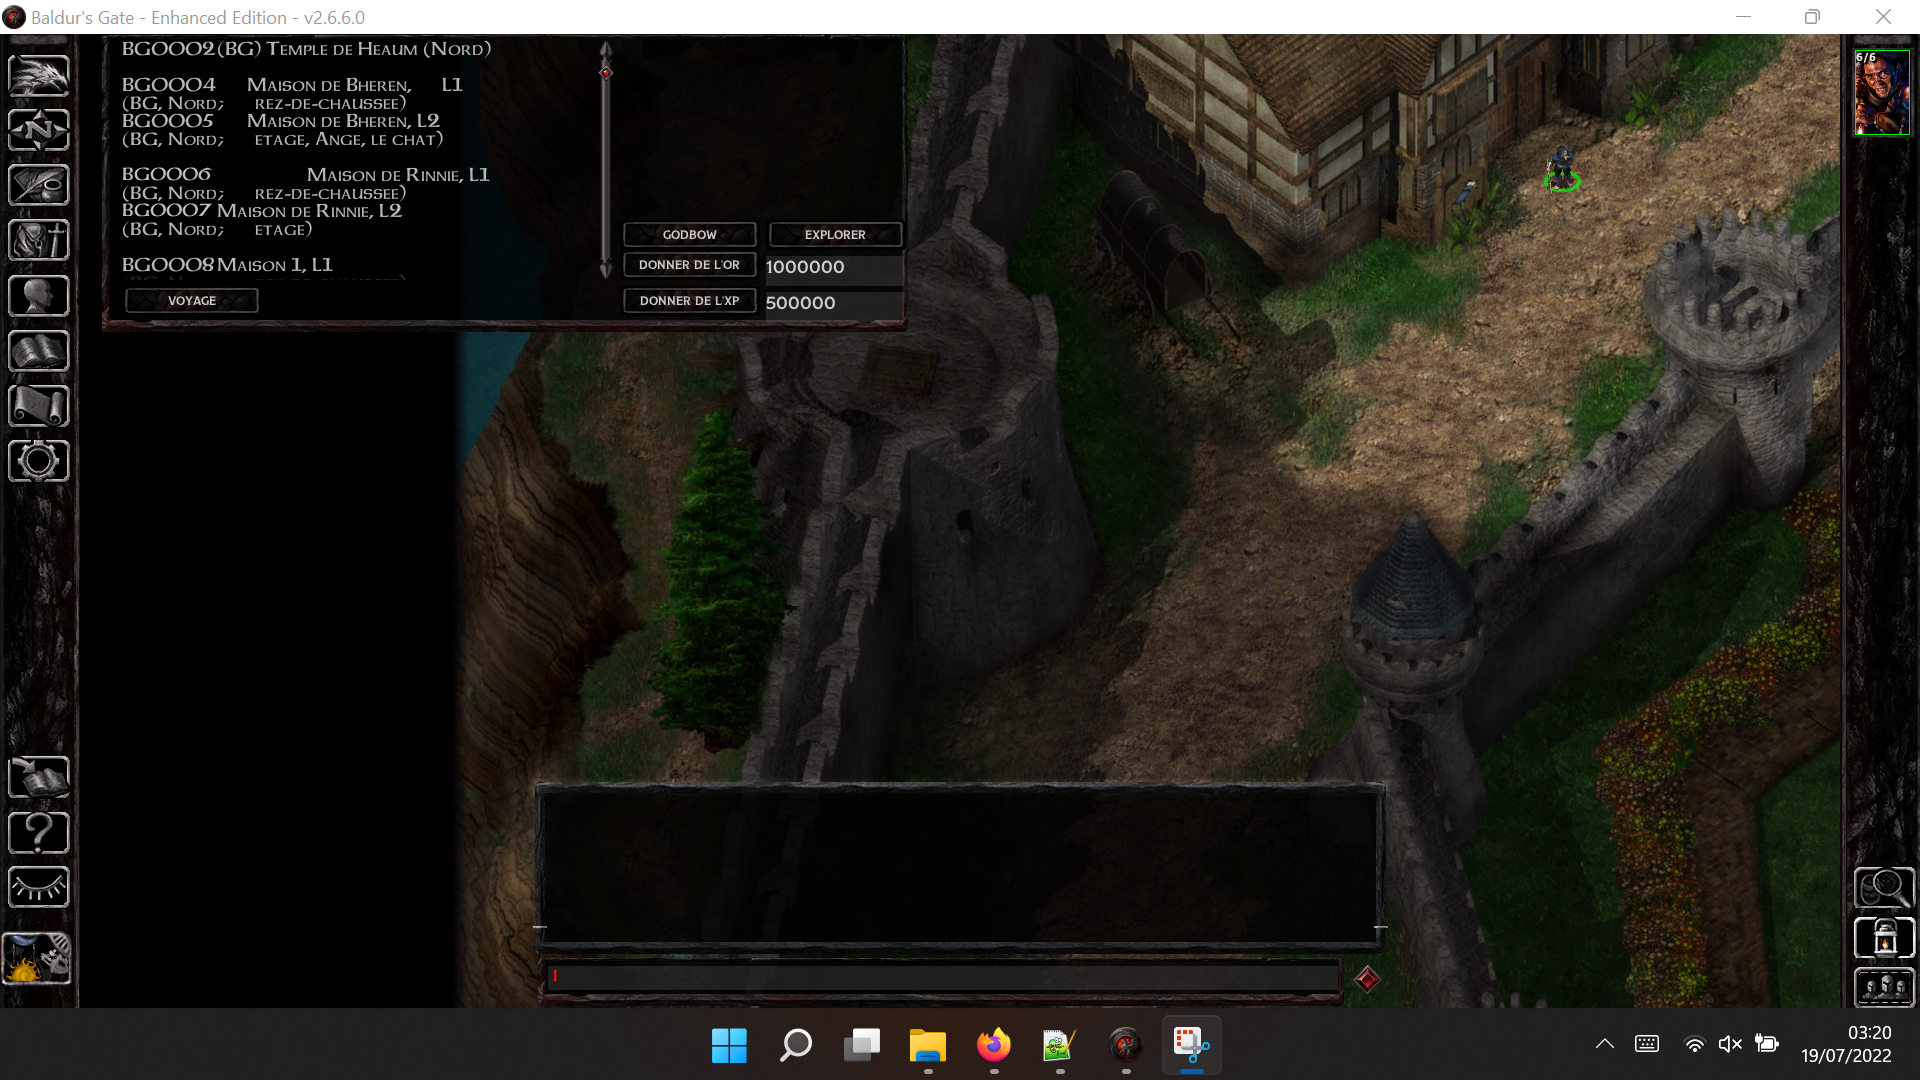 Baldur's Gate - Enhanced Edition - v2.6.6.0
BG0002(BG) Temple de Heaum (Nord)
BG0004 Maison de Bheren, L1
(BG, Nord; rez-de-chaussee)
BG0005 Maison de Bheren, L2
(BG, Nord; etage, Ange, le chat)
BG0006 Maison de Rinnie, L1
(BG, Nord; rez-de-chaussee)
BG0007 Maison de Rinnie, L2
(BG, Nord; etage)
BG0008 Maison 1, L1
VOYAGE
GODBOW
EXPLORER
DONNER DE L'OR
1000000
DONNER DE L'XP
500000
6/6
N
?
03:20
19/07/2022